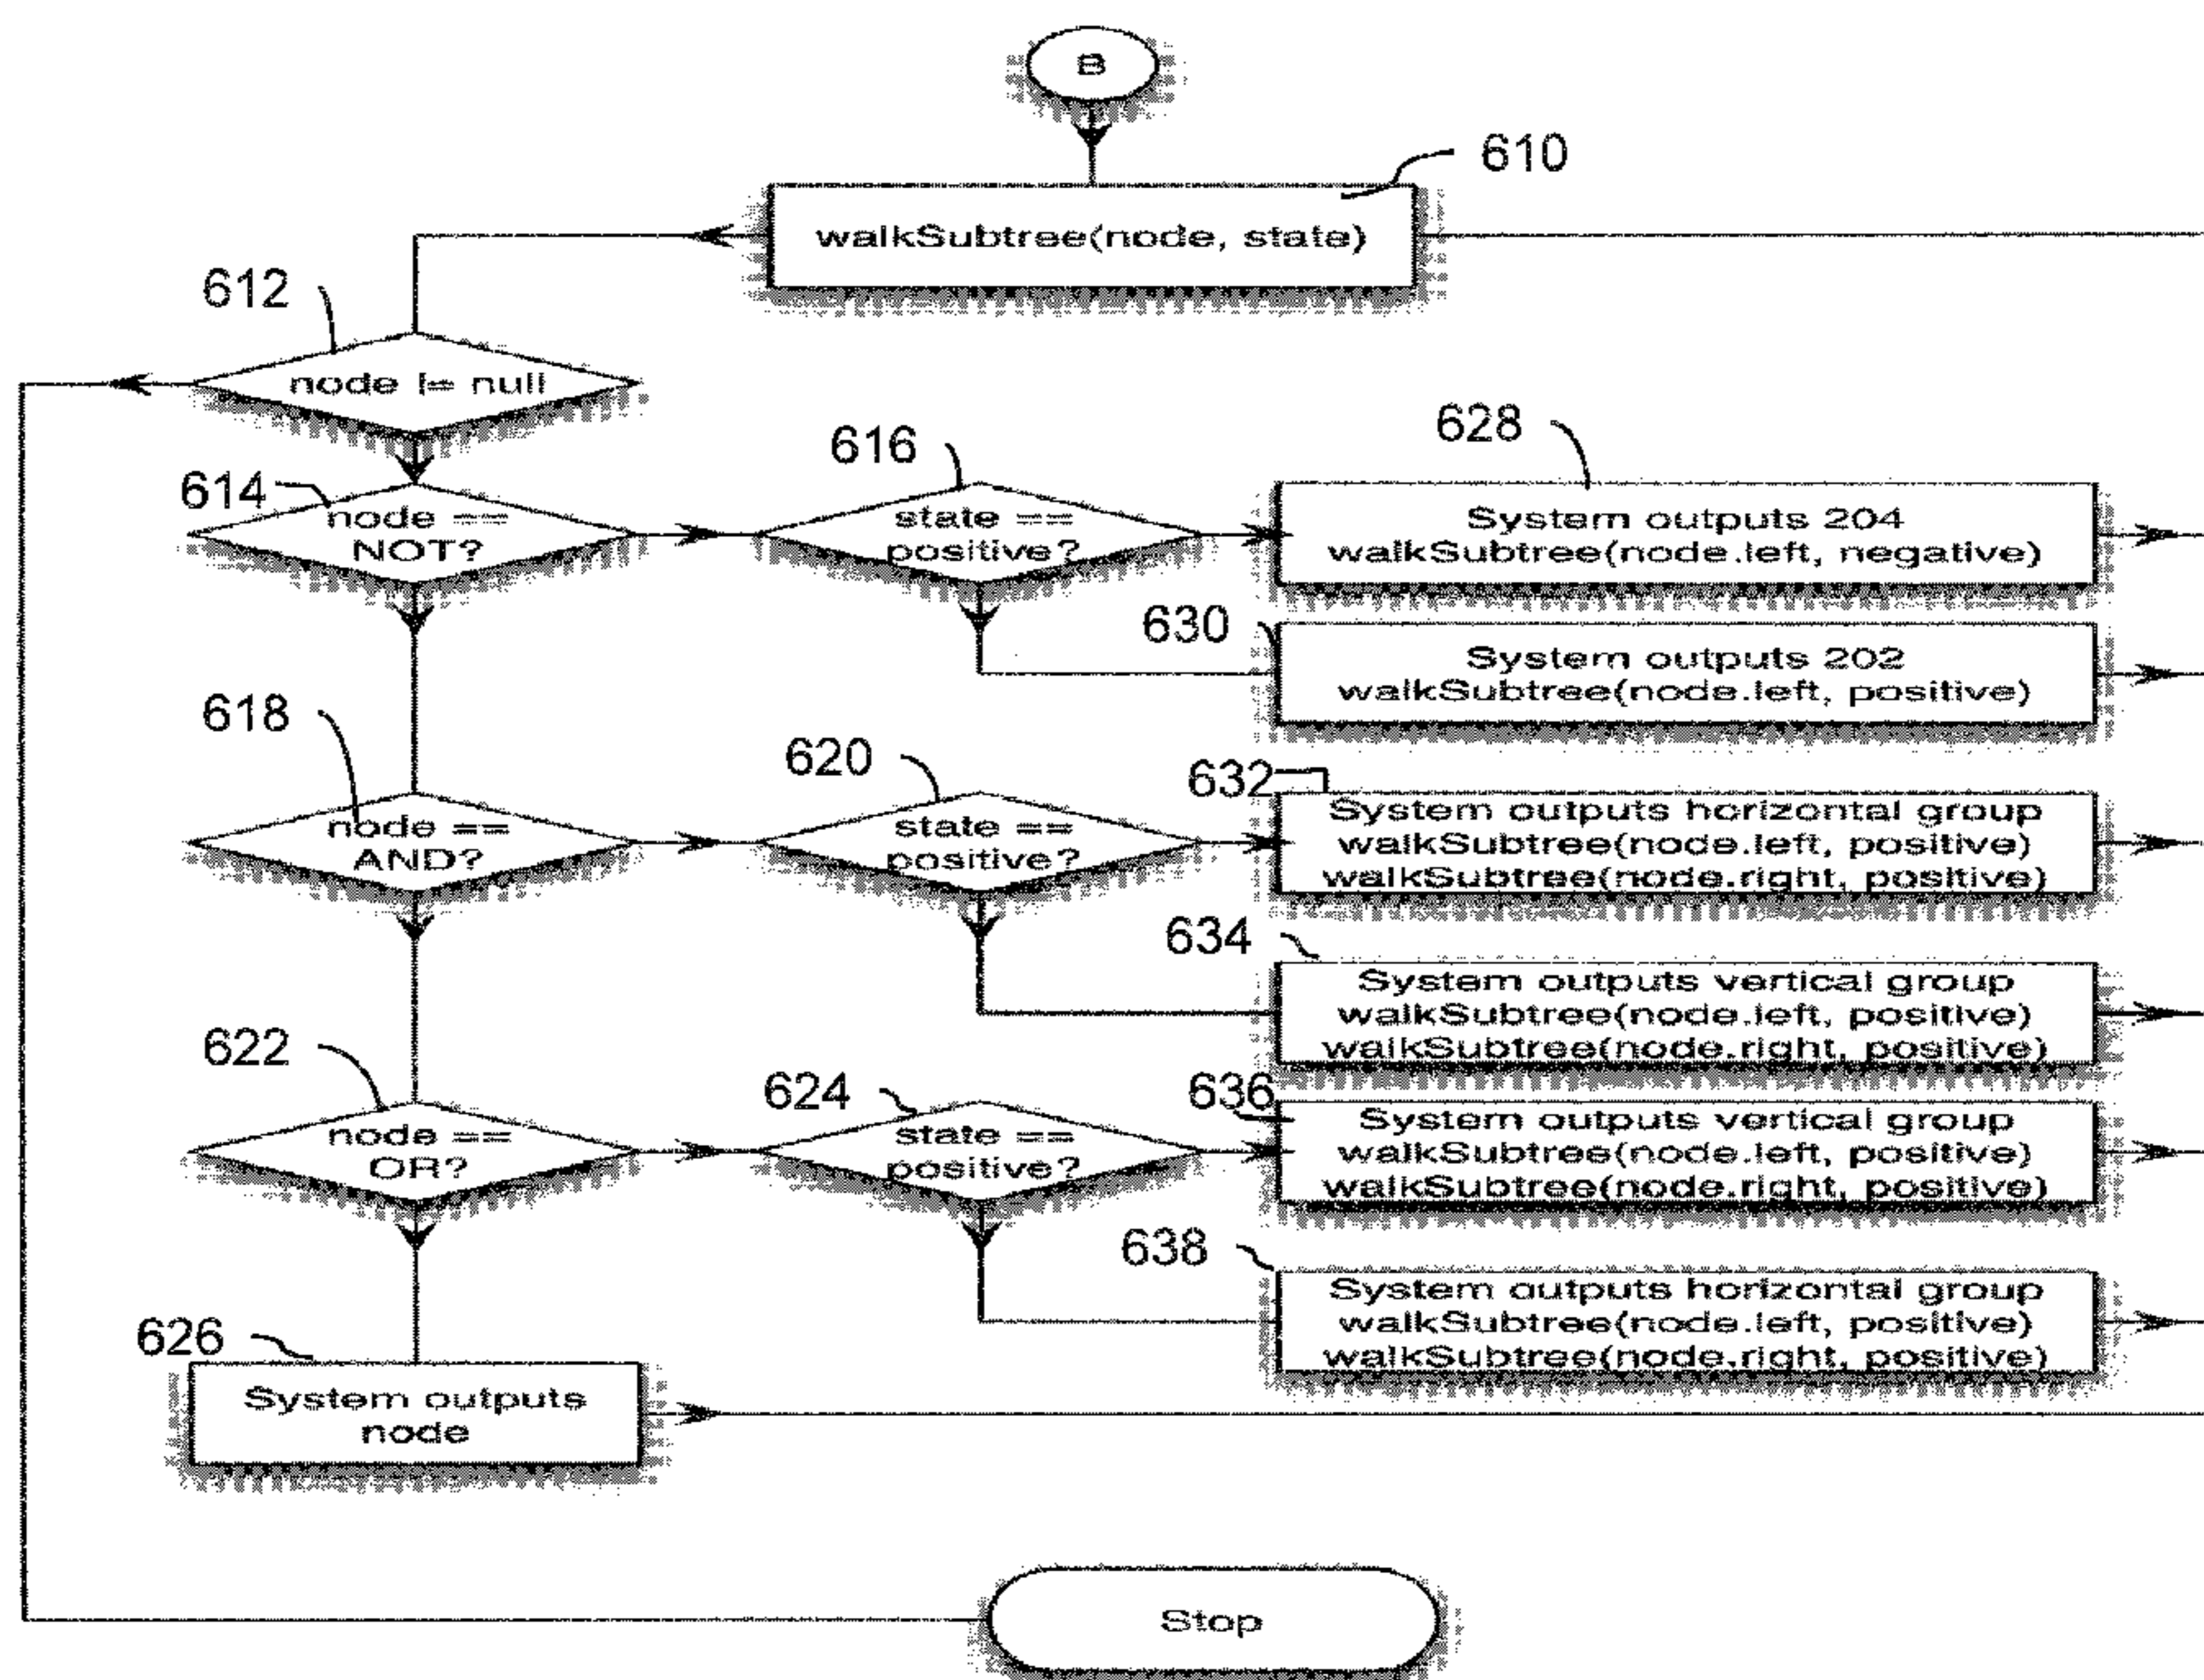 B
610
walkSubtree(node, state)
612
node != null
614
node ==
NOT?
616
state ==
positive?
628
System outputs 204
walkSubtree(node.left, negative)
630
System outputs 202
walkSubtree(node.left, positive)
618
node ==
AND?
620
state ==
positive?
632
System outputs horizontal group
walkSubtree(node.left, positive)
walkSubtree(node.right, positive)
634
System outputs vertical group
walkSubtree(node.left, positive)
walkSubtree(node.right, positive)
622
node ==
OR?
624
state ==
positive?
636
System outputs vertical group
walkSubtree(node.left, positive)
walkSubtree(node.right, positive)
638
System outputs horizontal group
walkSubtree(node.left, positive)
walkSubtree(node.right, positive)
626
System outputs
node
Stop